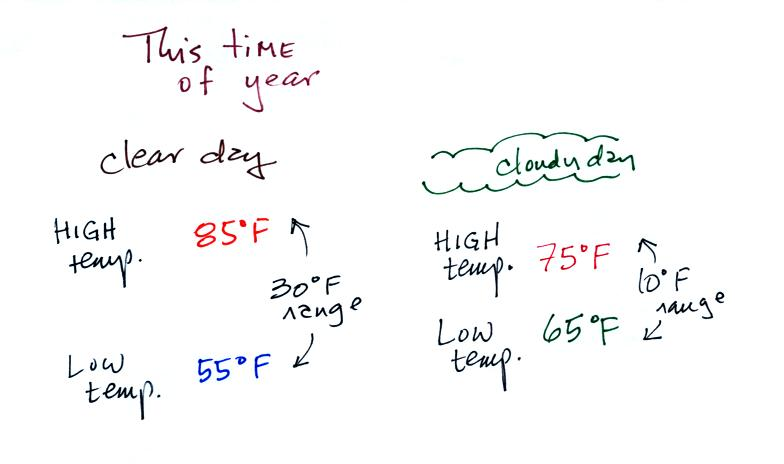 This tiME
of year
clear day
HIGH
temp.
85°F
30°F
range
LOW
temp.
55°F
cloudy day
HIGH
temp.
75°F
10°F
range
LOW
temp.
65°F